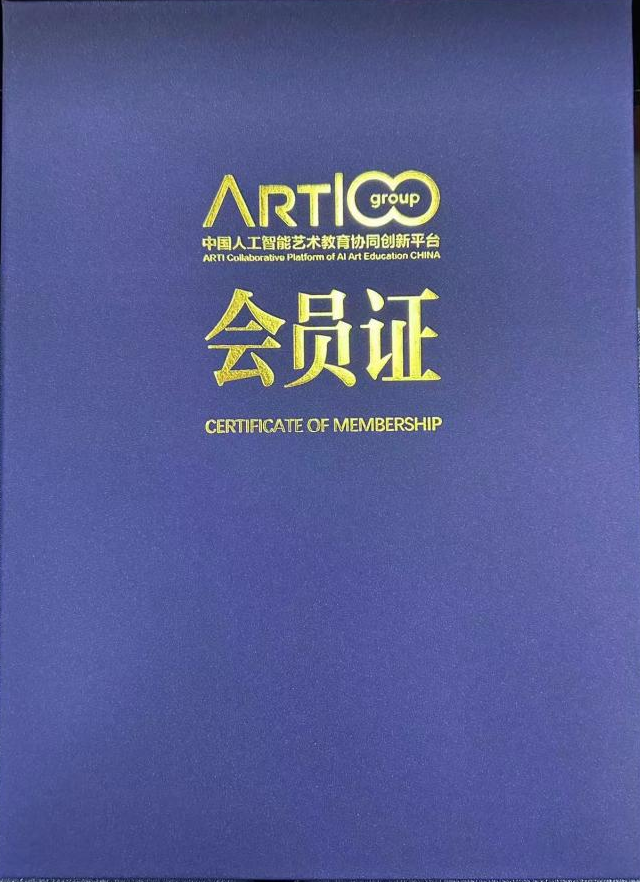 ARTI00
group
中国人工智能艺术教育协同创新平台
ARTI Collaborative Platform of AI Art Education CHINA
会员证
CERTIFICATE OF MEMBERSHIP